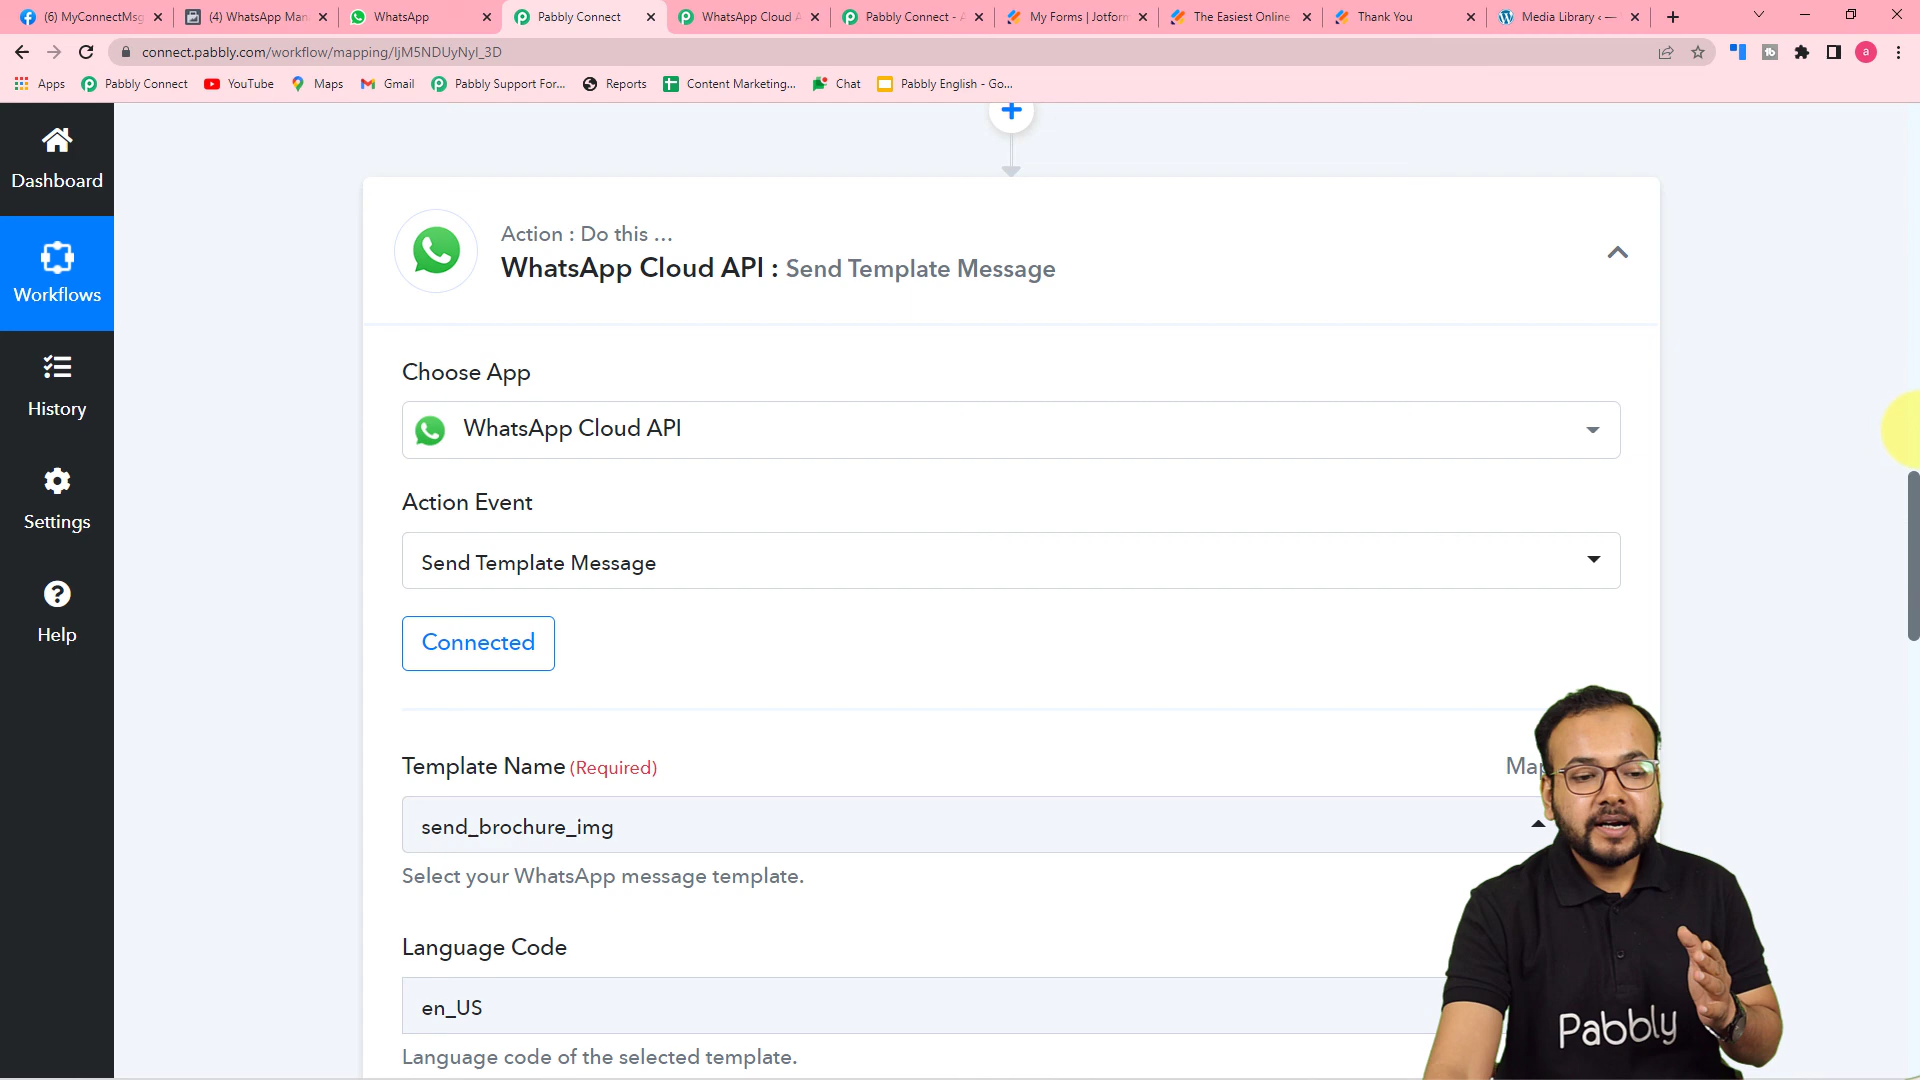 (6) MyConnectMsg
(4) WhatsApp Man
WhatsApp
Pabbly Connect
WhatsApp Cloud A
Pabbly Connect - A
My Forms | Jotform
The Easiest Online
Thank You
Media Library ‹ —
connect.pabbly.com/workflow/mapping/IjM5NDUyNyI_3D
a
Apps
Pabbly Connect
YouTube
Maps
Gmail
Pabbly Support For...
Reports
Content Marketing...
Chat
Pabbly English - Go...
Dashboard
Workflows
History
Settings
Help
Action : Do this ...
WhatsApp Cloud API : Send Template Message
Choose App
WhatsApp Cloud API
Action Event
Send Template Message
Connected
Template Name (Required)
send_brochure_img
Select your WhatsApp message template.
Language Code
en_US
Language code of the selected template.
Pabbly